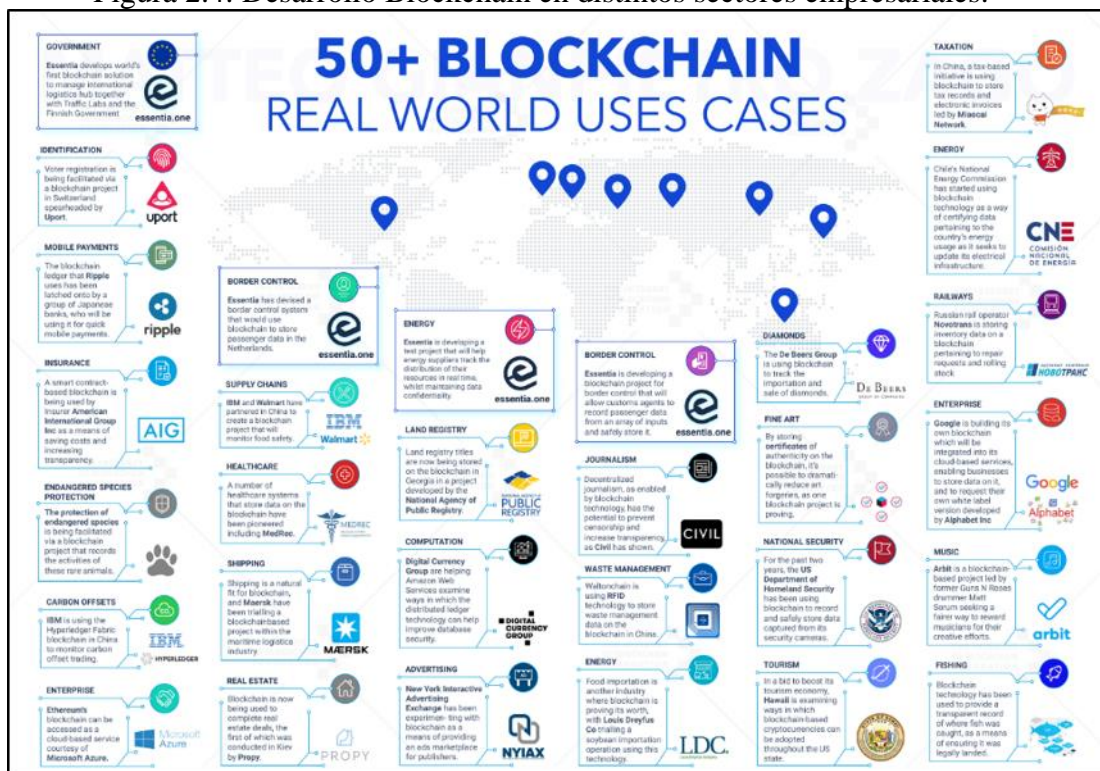 Figura 2.4. Desarrollo Blockchain en distintos sectores empresariales.
50+ BLOCKCHAIN
REAL WORLD USES CASES
GOVERNMENT
Essentia develops world's
first blockchain solution
to manage international
logistics hub together
with Traffic Labs and the
Finnish Government
essentia.one
IDENTIFICATION
Voter registration is
being facilitated via
a blockchain project
in Switzerland
spearheaded by
Uport.
uport
MOBILE PAYMENTS
The blockchain
ledger that Ripple
uses has been
latched onto by a
group of Japanese
banks, who will be
using it for quick
mobile payments.
ripple
INSURANCE
A smart contract-
based blockchain is
being used by
Insurer American
International Group
Inc as a means of
saving costs and
increasing
transparency.
AIG
ENDANGERED SPECIES
PROTECTION
The protection of
endangered species
is being facilitated
via a blockchain
project that records
the activities of
these rare animals.
CARBON OFFSETS
IBM is using the
Hyperledger Fabric
blockchain in China
to monitor carbon
offset trading.
IBM
HYPERLEDGER
ENTERPRISE
Ethereum's
blockchain can be
accessed as a
cloud-based service
courtesy of
Microsoft Azure.
Microsoft
Azure
BORDER CONTROL
Essentia has devised a
border control system
that would use
blockchain to store
passenger data in
the Netherlands.
essentia.one
SUPPLY CHAINS
IBM and Walmart have
partnered in China to
create a blockchain
project that will
monitor food safety.
IBM
Walmart
HEALTHCARE
A number of
healthcare systems
that store data on the
blockchain have
been pioneered
including MedRec.
MEDREC
SHIPPING
Shipping is a natural
fit for blockchain,
and Maersk have
been trialling a
blockchain-based
project within the
maritime logistics
industry
MÆRSK
REAL ESTATE
Blockchain is now
being used to
complete real
estate deals, the
first of which was
conducted in Kiev
by Propy.
PROPY
ENERGY
Essentia is developing a
test project that will help
energy suppliers track the
distribution of their
resources in real time,
whilst maintaining data
confidentiality.
essentia.one
LAND REGISTRY
Land registry titles
are now being stored
on the blockchain in
Georgia in a project
developed by the
National Agency of
Public Registry.
PUBLIC
REGISTRY
COMPUTATION
Digital Currency
Group are helping
Amazon Web
Services examine
ways in which the
distributed ledger
technology can help
improve database
security.
DIGITAL
CURRENCY
GROUP
ADVERTISING
New York Interactive
Advertising
Exchange has been
experimen- ting with
blockchain as a
means of providing
an ads marketplace
for publishers.
NYIAX
BORDER CONTROL
Essentia is developing a
blockchain project for
border control that will
allow customs agents to
record passenger data
from an array of inputs
and safely store it.
essentia.one
JOURNALISM
Decentralized
journalism, as enabled
by blockchain
technology, has the
potential to prevent
censorship and
increase transparency,
as Civil has shown.
CIVIL
WASTE MANAGEMENT
Waltonchain is
using RFID
technology to store
waste management
data on the
blockchain in China.
ENERGY
Food importation is
another industry
where blockchain is
proving its worth,
with Louis Dreyfus
Co trialling a
soybean importation
operation using this
technology.
LDC.
DIAMONDS
The De Beers Group
is using blockchain
to track the
importation and
sale of diamonds.
DE BEERS
FINE ART
By storing
certificates of
authenticity on the
blockchain, it's
possible to dramati-
cally reduce art
forgeries, as one
blockchain project is
proving.
NATIONAL SECURITY
For the past two
years, the US
Department of
Homeland Security
has been using
blockchain to record
and safely store data
captured from its
security cameras.
TOURISM
In a bid to boost its
tourism economy,
Hawaii is examining
ways in which
blockchain-based
cryptocurrencies can
be adopted
throughout the US
state.
TAXATION
In China, a tax-based
initiative is using
blockchain to store
tax records and
electronic invoices
led by Miaocai
Network.
ENERGY
Chile's National
Energy Commission
has started using
blockchain
technology as a way
of certifying data
pertaining to the
country's energy
usage as it seeks to
update its electrical
infrastructure.
CNE
COMISIÓN
NACIONAL
DE ENERGÍA
RAILWAYS
Russian rail operator
Novotrans is storing
inventory data on a
blockchain
pertaining to repair
requests and rolling
stock
НОВОТРАНС
ENTERPRISE
Google is building its
own blockchain
which will be
integrated into its
cloud-based services,
enabling businesses
to store data on it,
and to request their
own white label
version developed
by Alphabet Inc
Google
Alphabet
MUSIC
Arbit is a blockchain-
based project led by
former Guns N Roses
drummer Matt
Sorum seeking a
fairer way to reward
musicians for their
creative efforts.
arbit
FISHING
Blockchain
technology has been
used to provide a
transparent record
of where fish was
caught, as a means
of ensuring it was
legally landed.